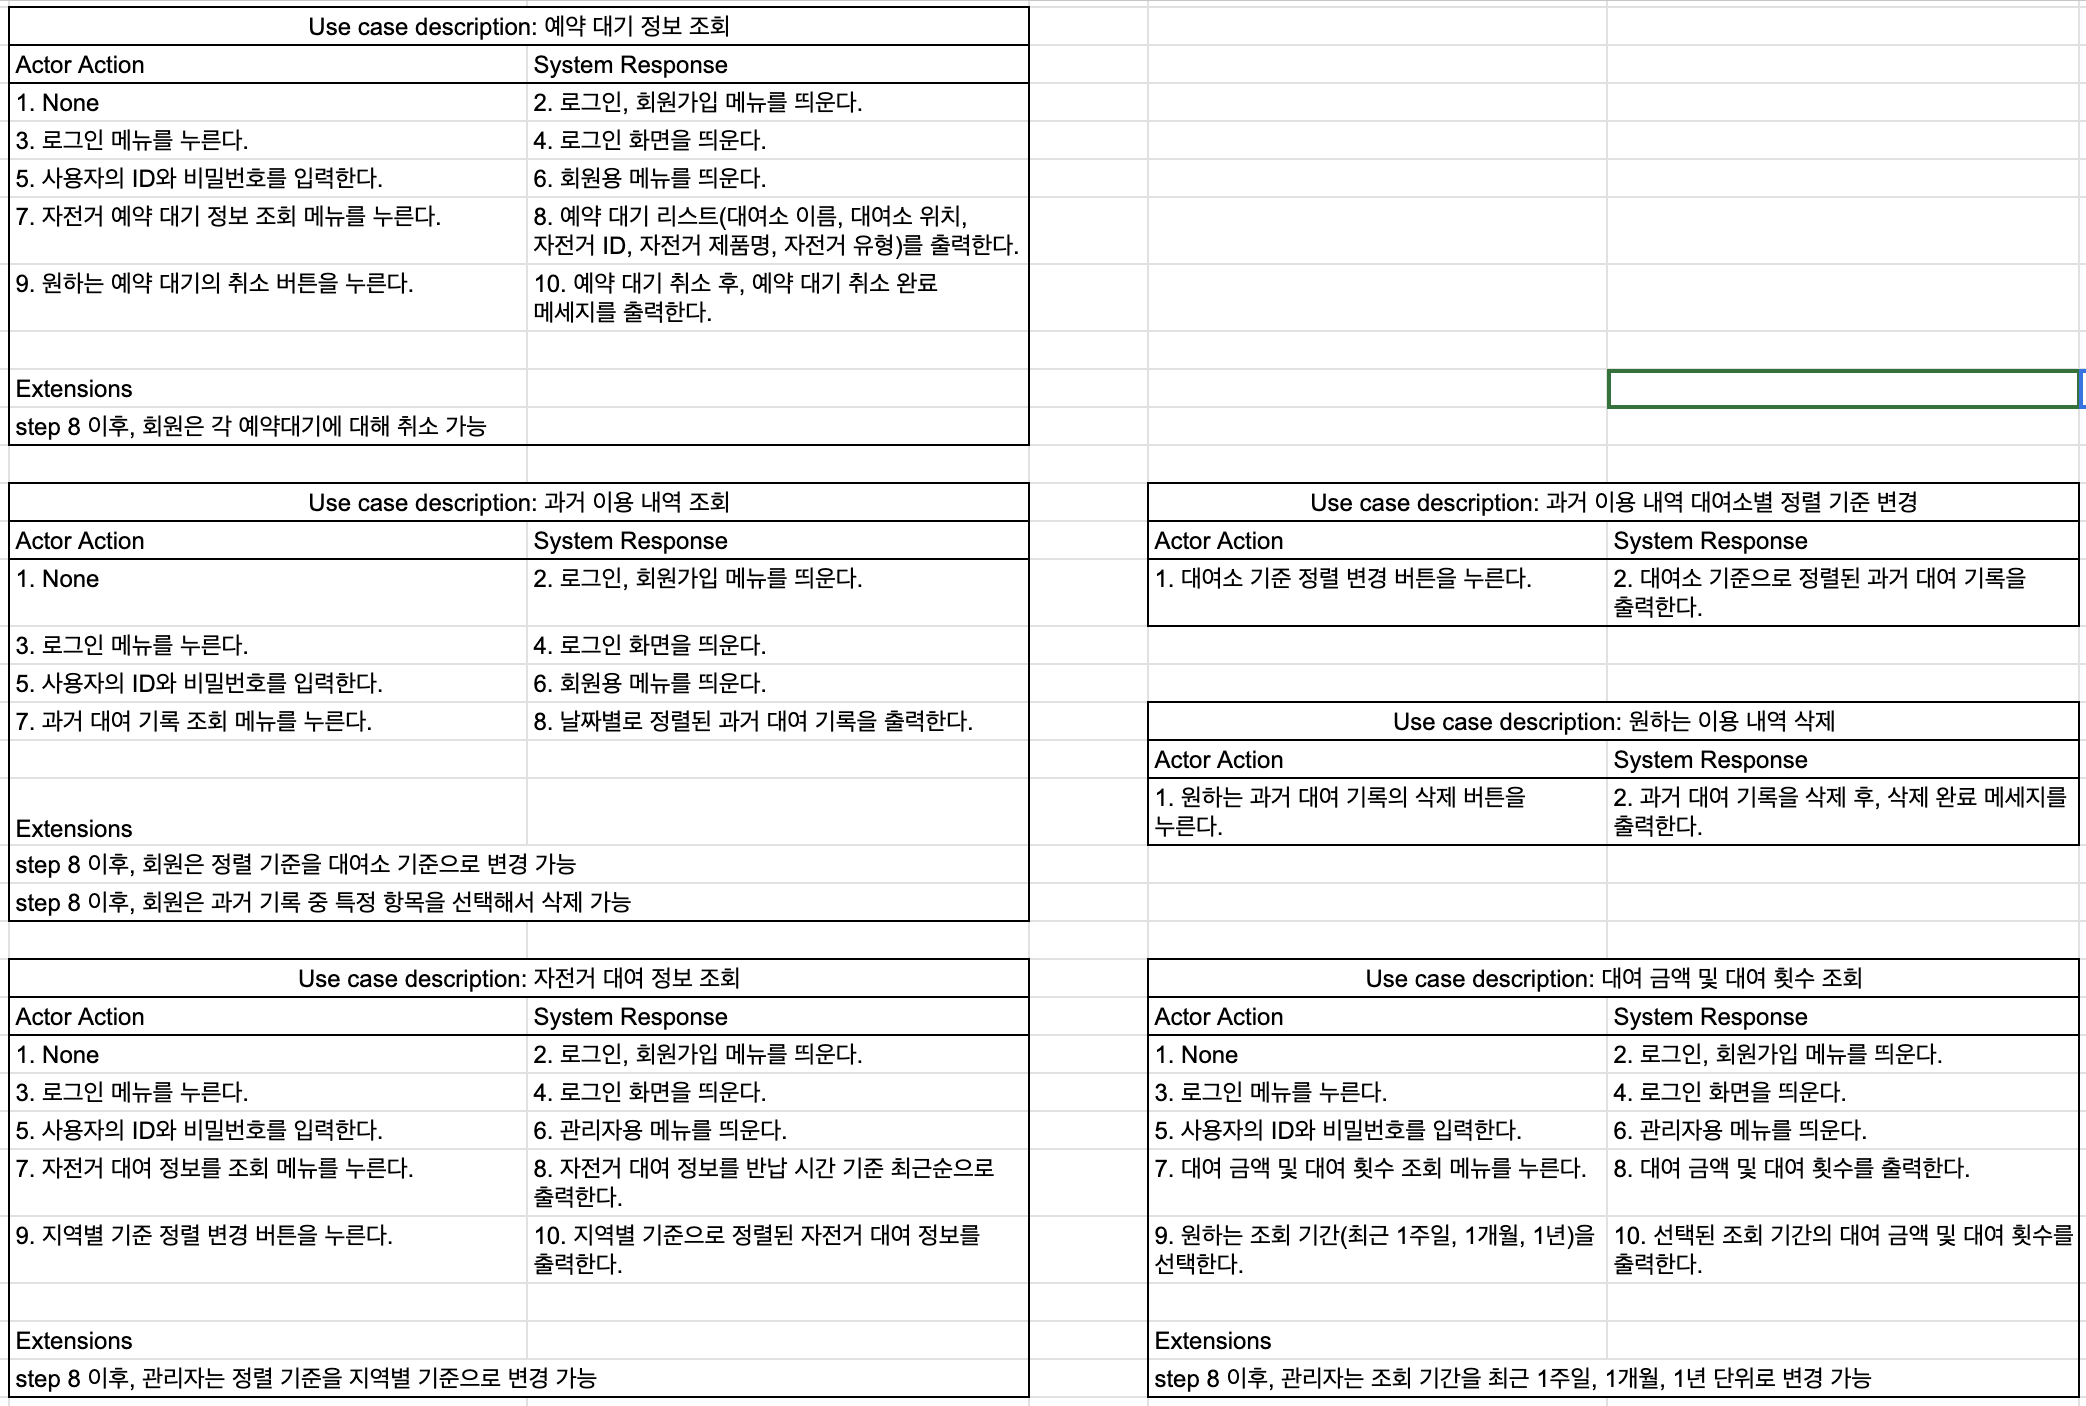 Use case description: 예약 대기 정보 조회
Actor Action
System Response
1. None
2. 로그인, 회원가입 메뉴를 띄운다.
3. 로그인 메뉴를 누른다.
4. 로그인 화면을 띄운다.
5. 사용자의 ID와 비밀번호를 입력한다.
6. 회원용 메뉴를 띄운다.
7. 자전거 예약 대기 정보 조회 메뉴를 누른다.
8. 예약 대기 리스트(대여소 이름, 대여소 위치,
자전거 ID, 자전거 제품명, 자전거 유형)를 출력한다.
9. 원하는 예약 대기의 취소 버튼을 누른다.
10. 예약 대기 취소 후, 예약 대기 취소 완료
메세지를 출력한다.
Extensions
step 8 이후, 회원은 각 예약대기에 대해 취소 가능
Use case description: 과거 이용 내역 조회
Actor Action
System Response
1. None
2. 로그인, 회원가입 메뉴를 띄운다.
3. 로그인 메뉴를 누른다.
4. 로그인 화면을 띄운다.
5. 사용자의 ID와 비밀번호를 입력한다.
6. 회원용 메뉴를 띄운다.
7. 과거 대여 기록 조회 메뉴를 누른다.
8. 날짜별로 정렬된 과거 대여 기록을 출력한다.
Extensions
step 8 이후, 회원은 정렬 기준을 대여소 기준으로 변경 가능
step 8 이후, 회원은 과거 기록 중 특정 항목을 선택해서 삭제 가능
Use case description: 과거 이용 내역 대여소별 정렬 기준 변경
Actor Action
System Response
1. 대여소 기준 정렬 변경 버튼을 누른다.
2. 대여소 기준으로 정렬된 과거 대여 기록을
출력한다.
Use case description: 원하는 이용 내역 삭제
Actor Action
System Response
1. 원하는 과거 대여 기록의 삭제 버튼을
누른다.
2. 과거 대여 기록을 삭제 후, 삭제 완료 메세지를
출력한다.
Use case description: 자전거 대여 정보 조회
Actor Action
System Response
1. None
2. 로그인, 회원가입 메뉴를 띄운다.
3. 로그인 메뉴를 누른다.
4. 로그인 화면을 띄운다.
5. 사용자의 ID와 비밀번호를 입력한다.
6. 관리자용 메뉴를 띄운다.
7. 자전거 대여 정보를 조회 메뉴를 누른다.
8. 자전거 대여 정보를 반납 시간 기준 최근순으로
출력한다.
9. 지역별 기준 정렬 변경 버튼을 누른다.
10. 지역별 기준으로 정렬된 자전거 대여 정보를
출력한다.
Extensions
step 8 이후, 관리자는 정렬 기준을 지역별 기준으로 변경 가능
Use case description: 대여 금액 및 대여 횟수 조회
Actor Action
System Response
1. None
2. 로그인, 회원가입 메뉴를 띄운다.
3. 로그인 메뉴를 누른다.
4. 로그인 화면을 띄운다.
5. 사용자의 ID와 비밀번호를 입력한다.
6. 관리자용 메뉴를 띄운다.
7. 대여 금액 및 대여 횟수 조회 메뉴를 누른다.
8. 대여 금액 및 대여 횟수를 출력한다.
9. 원하는 조회 기간(최근 1주일, 1개월, 1년)을
선택한다.
10. 선택된 조회 기간의 대여 금액 및 대여 횟수를
출력한다.
Extensions
step 8 이후, 관리자는 조회 기간을 최근 1주일, 1개월, 1년 단위로 변경 가능